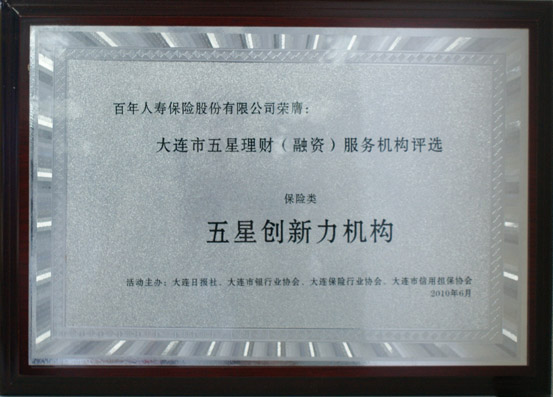 百年人寿保险股份有限公司荣膺：
大连市五星理财（融资）服务机构评选
保险类
五星创新力机构
活动主办：大连日报社、大连市银行业协会、大连保险行业协会、大连市信用担保协会
2010年6月